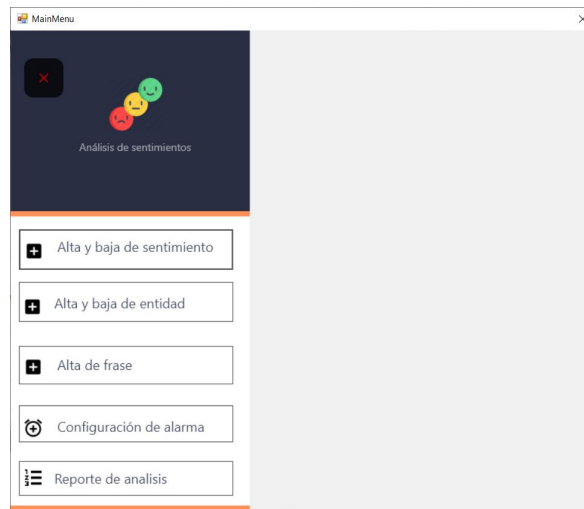 MainMenu
Análisis de sentimientos
Alta y baja de sentimiento
Alta y baja de entidad
Alta de frase
Configuración de alarma
Reporte de analisis